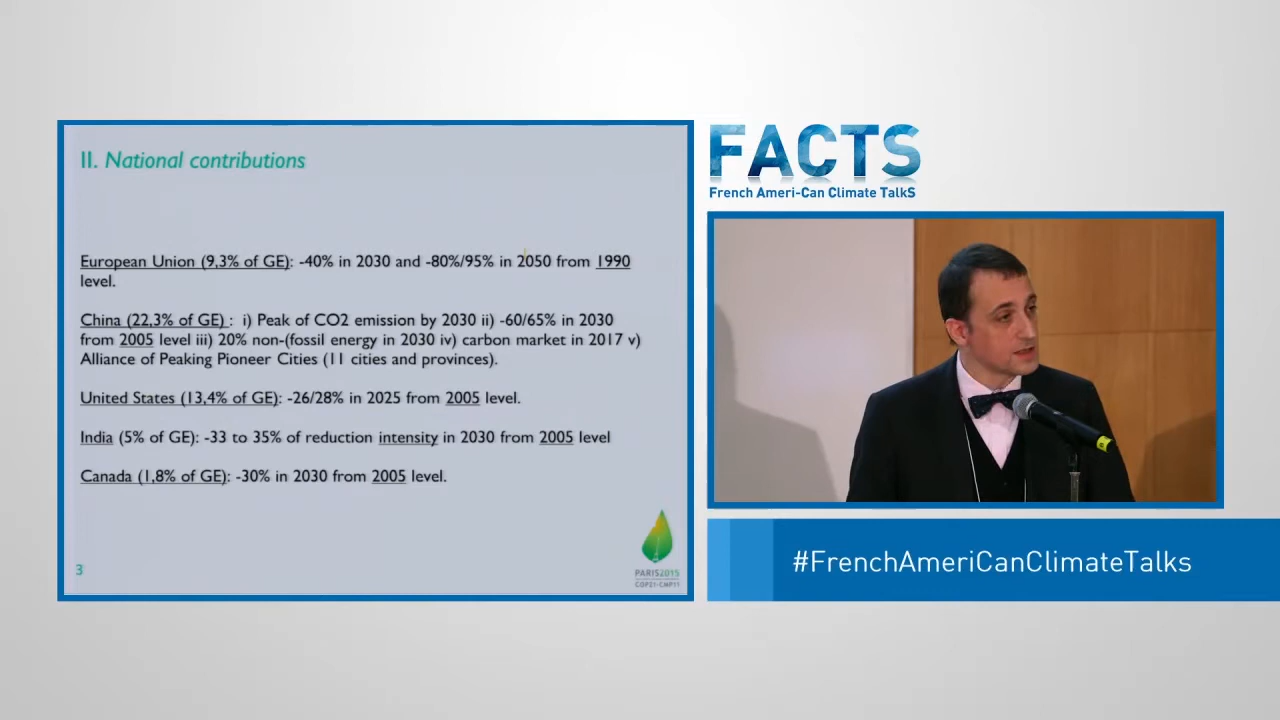 II. National contributions
European Union (9,3% of GE): -40% in 2030 and -80%/95% in 2050 from 1990
level.
China (22,3% of GE) : i) Peak of CO2 emission by 2030 ii) -60/65% in 2030
from 2005 level iii) 20% non-(fossil energy in 2030 iv) carbon market in 2017 v)
Alliance of Peaking Pioneer Cities (11 cities and provinces).
United States (13,4% of GE): -26/28% in 2025 from 2005 level.
India (5% of GE): -33 to 35% of reduction intensity in 2030 from 2005 level
Canada (1,8% of GE): -30% in 2030 from 2005 level.
3
PARIS2015
COP21·CMP11
FACTS
French Ameri-Can Climate TalkS
#FrenchAmeriCanClimateTalks